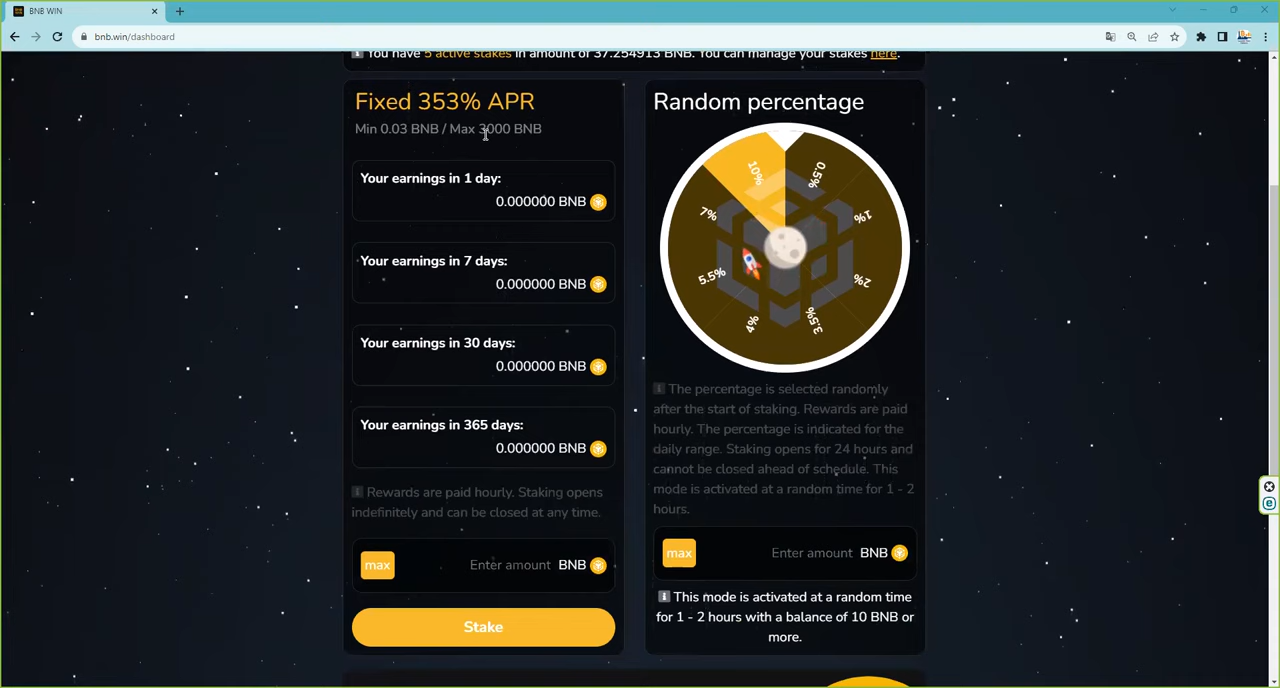 BNB WIN
bnb.win/dashboard
You have 5 active stakes in amount of 37.254913 BNB. You can manage your stakes here.
Fixed 353% APR
Min 0.03 BNB / Max 3000 BNB
Your earnings in 1 day:
0.000000 BNB
Your earnings in 7 days:
0.000000 BNB
Your earnings in 30 days:
0.000000 BNB
Your earnings in 365 days:
0.000000 BNB
Rewards are paid hourly. Staking opens
indefinitely and can be closed at any time.
max Enter amount BNB
Stake
Random percentage
10%
0.5%
7%
1%
5.5%
2%
4%
3.5%
The percentage is selected randomly
after the start of staking. Rewards are paid
hourly. The percentage is indicated for the
daily range. Staking opens for 24 hours and
cannot be closed ahead of schedule. This
mode is activated at a random time for 1 - 2
hours.
max Enter amount BNB
This mode is activated at a random time
for 1 - 2 hours with a balance of 10 BNB or
more.